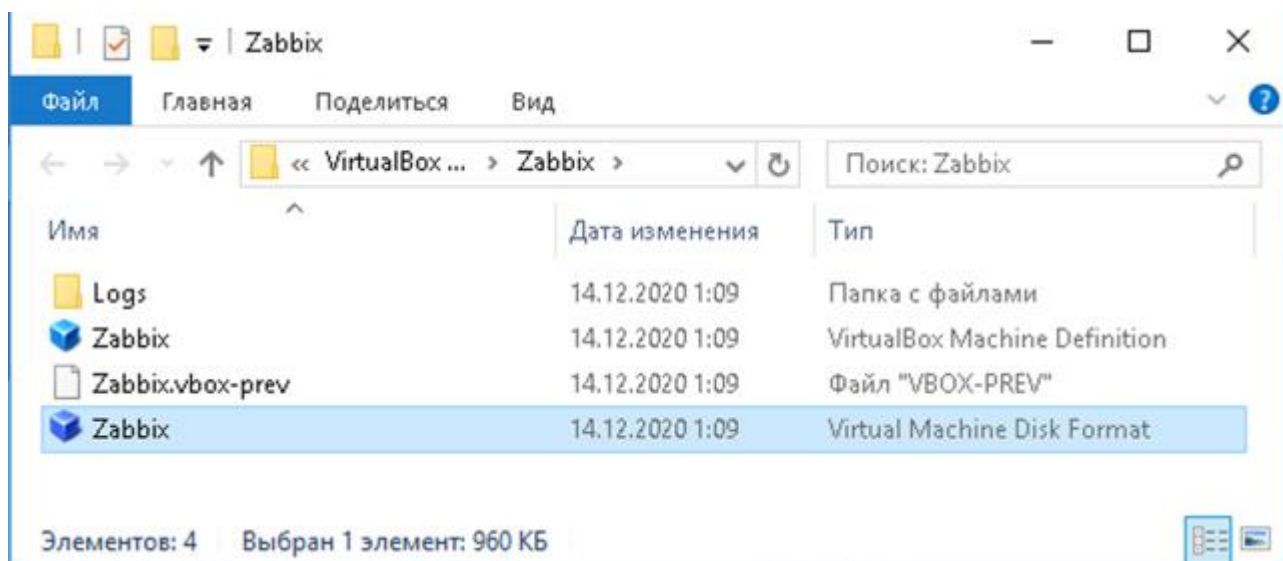 Zabbix
Файл Главная Поделиться Вид
« VirtualBox ... > Zabbix > Поиск: Zabbix
Имя Дата изменения Тип
Logs 14.12.2020 1:09 Папка с файлами
Zabbix 14.12.2020 1:09 VirtualBox Machine Definition
Zabbix.vbox-prev 14.12.2020 1:09 Файл "VBOX-PREV"
Zabbix 14.12.2020 1:09 Virtual Machine Disk Format
Элементов: 4 Выбран 1 элемент: 960 КБ